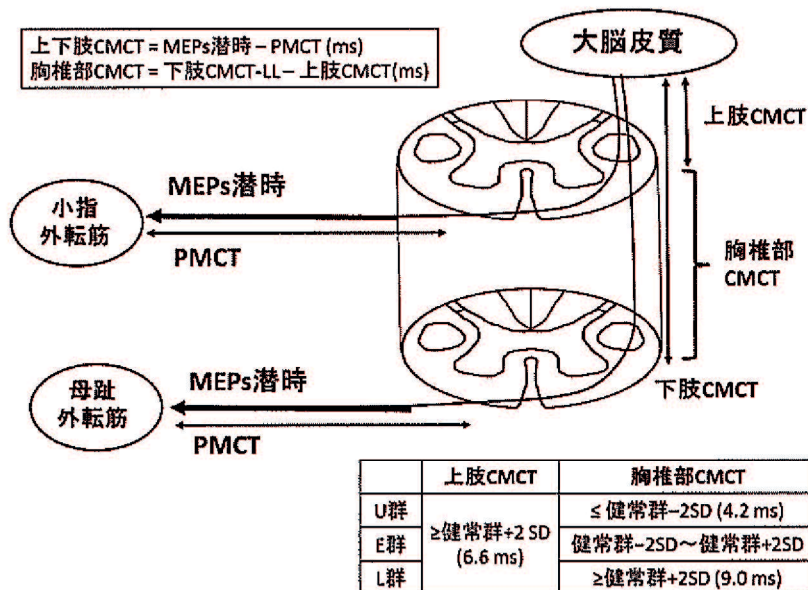 上下肢CMCT = MEPs潜時 – PMCT (ms)
胸椎部CMCT = 下肢CMCT-LL – 上肢CMCT(ms)
大脳皮質
上肢CMCT
MEPs潜時
小指
外転筋
PMCT
胸椎部
CMCT
MEPs潜時
下肢CMCT
母趾
外転筋
PMCT
上肢CMCT 胸椎部CMCT
U群 ≤ 健常群–2SD (4.2 ms)
≥健常群+2 SD
(6.6 ms)
E群 健常群–2SD～健常群+2SD
L群 ≥健常群+2SD (9.0 ms)